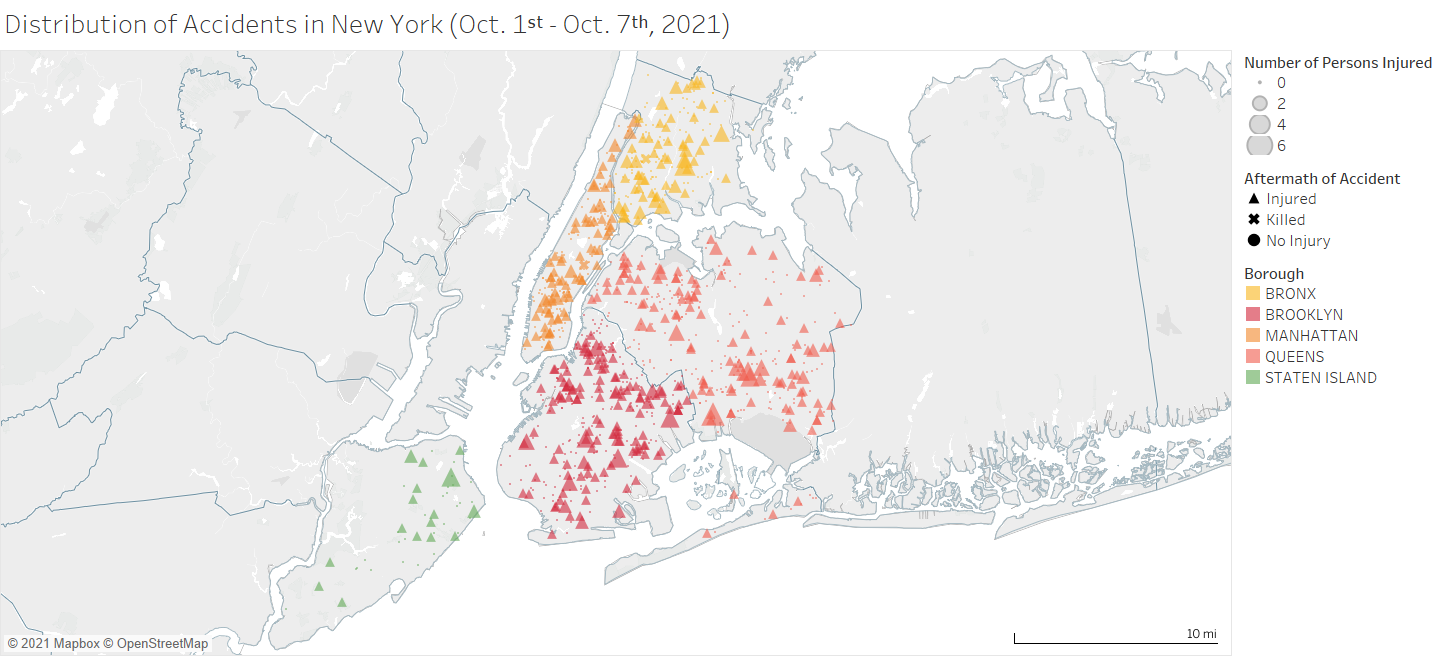 Distribution of Accidents in New York (Oct. 1st - Oct. 7th, 2021)
Number of Persons Injured
0
2
4
6
Aftermath of Accident
Injured
Killed
No Injury
Borough
BRONX
BROOKLYN
MANHATTAN
QUEENS
STATEN ISLAND
10 mi
© 2021 Mapbox © OpenStreetMap